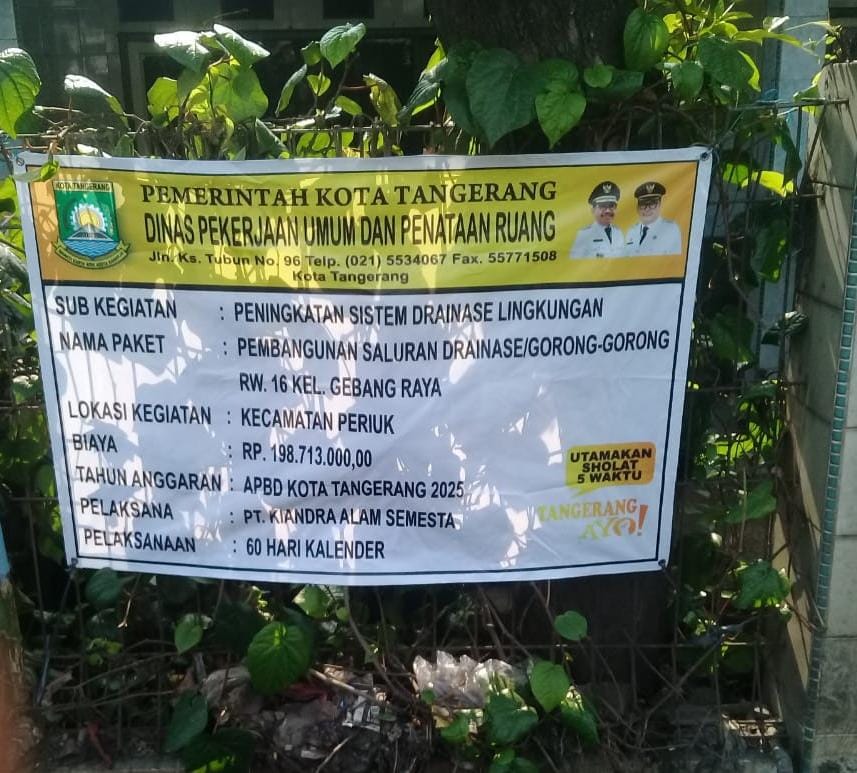 KOTA TANGERANG
PEMERINTAH KOTA TANGERANG
DINAS PEKERJAAN UMUM DAN PENATAAN RUANG
Jln. Ks. Tubun No. 96 Telp. (021) 5534067 Fax. 55771508
Kota Tangerang
SUB KEGIATAN : PENINGKATAN SISTEM DRAINASE LINGKUNGAN
NAMA PAKET : PEMBANGUNAN SALURAN DRAINASE/GORONG-GORONG
RW. 16 KEL. GEBANG RAYA
LOKASI KEGIATAN : KECAMATAN PERIUK
BIAYA : RP. 198.713.000,00
TAHUN ANGGARAN : APBD KOTA TANGERANG 2025
PELAKSANA : PT. KIANDRA ALAM SEMESTA
PELAKSANAAN : 60 HARI KALENDER
UTAMAKAN
SHOLAT
5 WAKTU
TANGERANG
AYO!